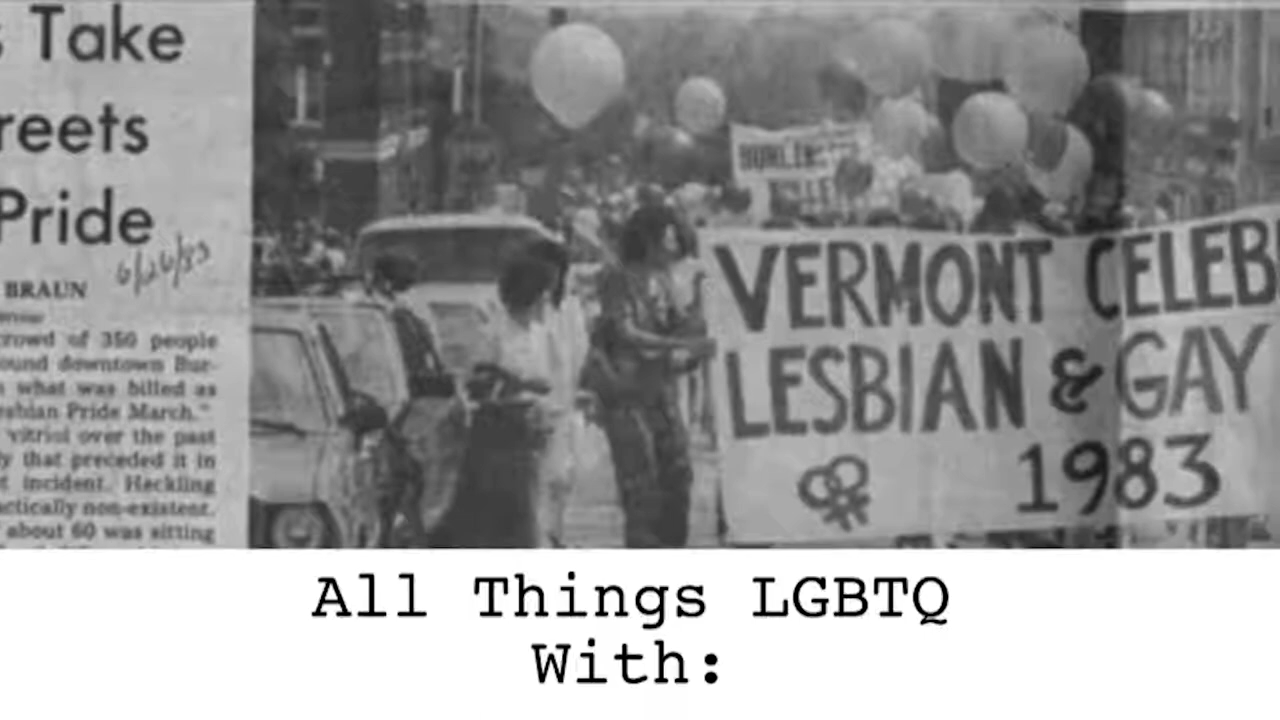 Take
reets
Pride
6/26/83
BRAUN
crowd of 350 people
ound downtown Bur-
what was billed as
esbian Pride March."
vitriol over the past
y that preceded it in
t incident. Heckling
actically non-existent.
about 60 was sitting
VERMONT CELEB
LESBIAN & GAY
1983
All Things LGBTQ
With: